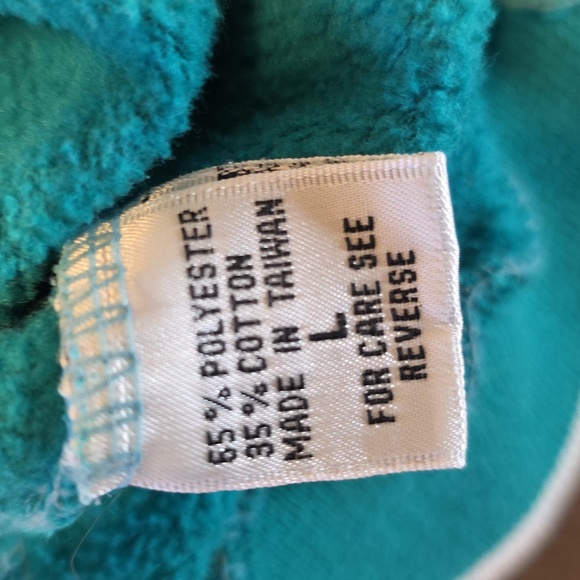 65% POLYESTER
35% COTTON
MADE IN TAIWAN
L
FOR CARE SEE
REVERSE